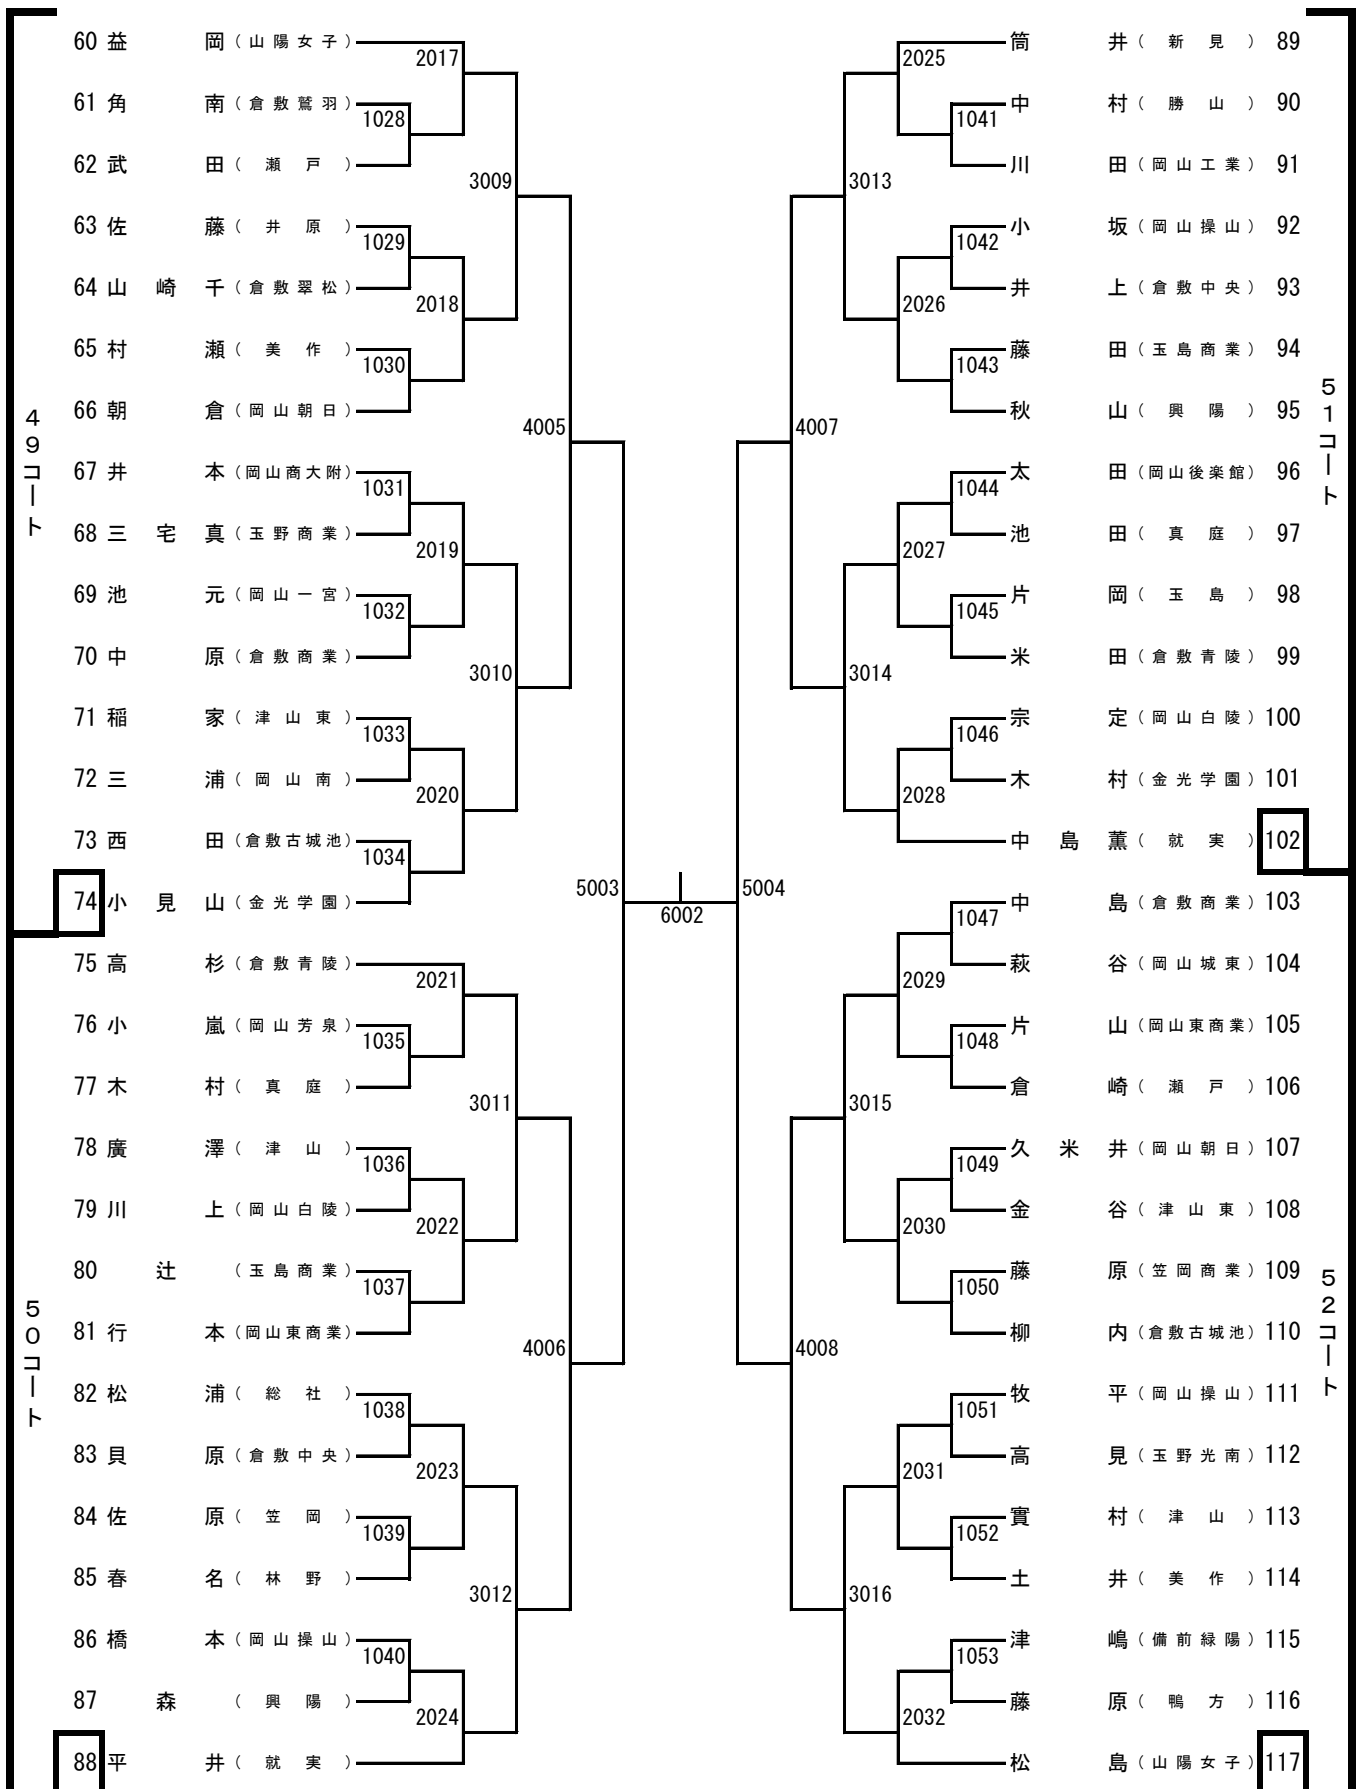 60 益岡（山陽女子）
2017
61 角南（倉敷鷲羽）
1028
62 武田（瀬戸）
3009
63 佐藤（井原）
1029
64 山崎千（倉敷翠松）
2018
65 村瀬（美作）
1030
66 朝倉（岡山朝日）
4005
49コート
67 井本（岡山商大附）
1031
68 三宅真（玉野商業）
2019
69 池元（岡山一宮）
1032
70 中原（倉敷商業）
3010
71 稲家（津山東）
1033
72 三浦（岡山南）
2020
73 西田（倉敷古城池）
1034
74 小見山（金光学園）
5003
75 高杉（倉敷青陵）
2021
76 小嵐（岡山芳泉）
1035
77 木村（真庭）
3011
78 廣澤（津山）
1036
79 川上（岡山白陵）
2022
80 辻（玉島商業）
1037
81 行本（岡山東商業）
4006
50コート
82 松浦（総社）
1038
83 貝原（倉敷中央）
2023
84 佐原（笠岡）
1039
85 春名（林野）
3012
86 橋本（岡山操山）
1040
87 森（興陽）
2024
88 平井（就実）
6002
筒井（新見） 89
2025
中村（勝山） 90
1041
川田（岡山工業） 91
3013
小坂（岡山操山） 92
1042
井上（倉敷中央） 93
2026
藤田（玉島商業） 94
1043
秋山（興陽） 95
4007
51コート
太田（岡山後楽館） 96
1044
池田（真庭） 97
2027
片岡（玉島） 98
1045
米田（倉敷青陵） 99
3014
宗定（岡山白陵） 100
1046
木村（金光学園） 101
2028
中島薫（就実） 102
5004
中島（倉敷商業） 103
1047
萩谷（岡山城東） 104
2029
片山（岡山東商業） 105
1048
倉崎（瀬戸） 106
3015
久米井（岡山朝日） 107
1049
金谷（津山東） 108
2030
藤原（笠岡商業） 109
1050
柳内（倉敷古城池） 110
4008
52コート
牧平（岡山操山） 111
1051
高見（玉野光南） 112
2031
實村（津山） 113
1052
土井（美作） 114
3016
津嶋（備前緑陽） 115
1053
藤原（鴨方） 116
2032
松島（山陽女子） 117